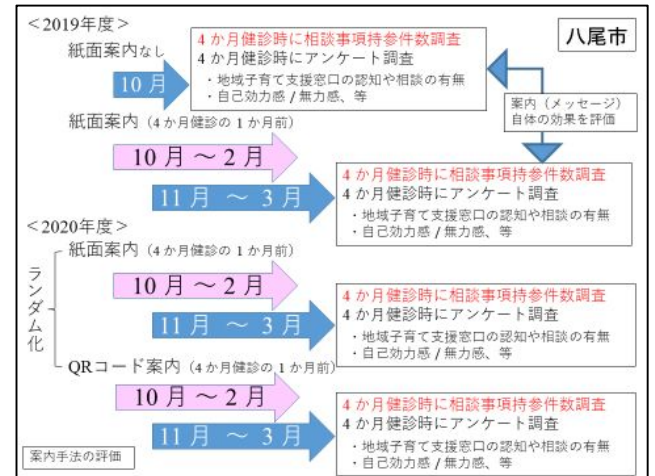 <2019年度>
八尾市
紙面案内なし
10月
4か月健診時に相談事項持参件数調査
4か月健診時にアンケート調査
・地域子育て支援窓口の認知や相談の有無
・自己効力感/無力感、等
案内(メッセージ)
自体の効果を評価
紙面案内(4か月健診の1か月前)
10月~2月
11月 ~ 3月
4か月健診時に相談事項持参件数調査
4か月健診時にアンケート調査
・地域子育て支援窓口の認知や相談の有無
・自己効力感/無力感、等
<2020年度>
ランダム化
紙面案内(4か月健診の1か月前)
10月~2月
11月 ~ 3月
4か月健診時に相談事項持参件数調査
4か月健診時にアンケート調査
・地域子育て支援窓口の認知や相談の有無
・自己効力感/無力感、等
QRコード案内(4か月健診の1か月前)
10月~2月
11月 ~ 3月
4か月健診時に相談事項持参件数調査
4か月健診時にアンケート調査
・地域子育て支援窓口の認知や相談の有無
・自己効力感/無力感、等
案内手法の評価